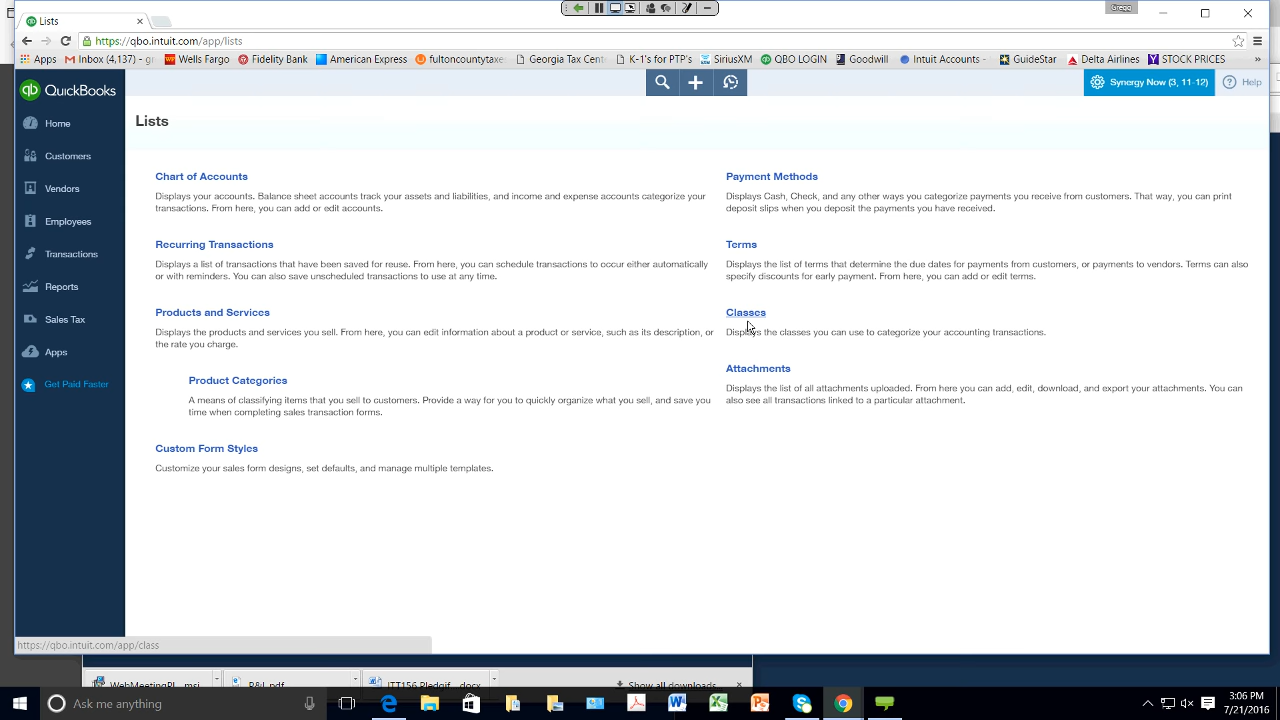 Lists
Gregg
https://qbo.intuit.com/app/lists
Apps
Inbox (4,137) - g
Wells Fargo
Fidelity Bank
American Express
fultoncountytax
Georgia Tax Cent
K-1's for PTP's
SiriusXM
QBO LOGIN
Goodwill
Intuit Accounts -
GuideStar
Delta Airlines
STOCK PRICES
»
qb QuickBooks
Synergy Now (3, 11-12)
? Help
Home
Customers
Vendors
Employees
Transactions
Reports
Sales Tax
Apps
Get Paid Faster
Lists
Chart of Accounts
Displays your accounts. Balance sheet accounts track your assets and liabilities, and income and expense accounts categorize your
transactions. From here, you can add or edit accounts.
Recurring Transactions
Displays a list of transactions that have been saved for reuse. From here, you can schedule transactions to occur either automatically
or with reminders. You can also save unscheduled transactions to use at any time.
Products and Services
Displays the products and services you sell. From here, you can edit information about a product or service, such as its description, or
the rate you charge.
Product Categories
A means of classifying items that you sell to customers. Provide a way for you to quickly organize what you sell, and save you
time when completing sales transaction forms.
Custom Form Styles
Customize your sales form designs, set defaults, and manage multiple templates.
Payment Methods
Displays Cash, Check, and any other ways you categorize payments you receive from customers. That way, you can print
deposit slips when you deposit the payments you have received.
Terms
Displays the list of terms that determine the due dates for payments from customers, or payments to vendors. Terms can also
specify discounts for early payment. From here, you can add or edit terms.
Classes
Displays the classes you can use to categorize your accounting transactions.
Attachments
Displays the list of all attachments uploaded. From here you can add, edit, download, and export your attachments. You can
also see all transactions linked to a particular attachment.
https://qbo.intuit.com/app/class
Show all downloads...
Ask me anything
3:06 PM
7/21/2016